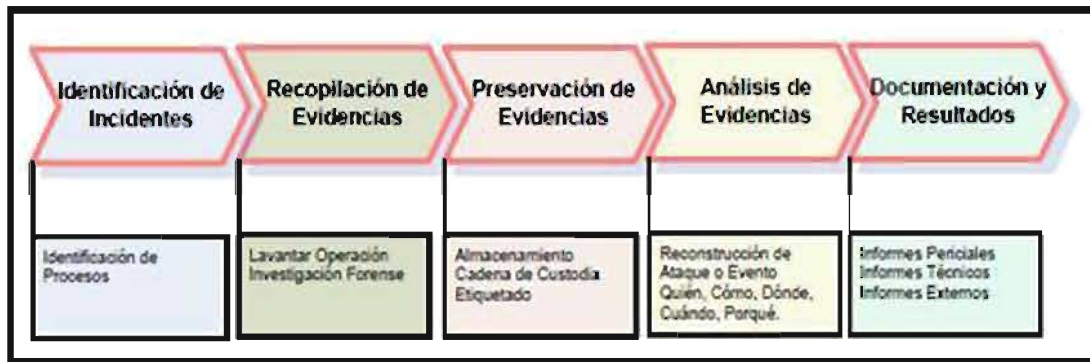 Identificación de
Incidentes
Recopilación de
Evidencias
Preservación de
Evidencias
Análisis de
Evidencias
Documentación y
Resultados
Identificación de
Procesos
Lavantar Operación
Investigación Forense
Almacenamiento
Cadena de Custodia
Etiquetado
Reconstrucción de
Ataque o Evento
Quién, Cómo, Dónde,
Cuándo, Porqué.
Informes Periciales
Informes Técnicos
Informes Externos